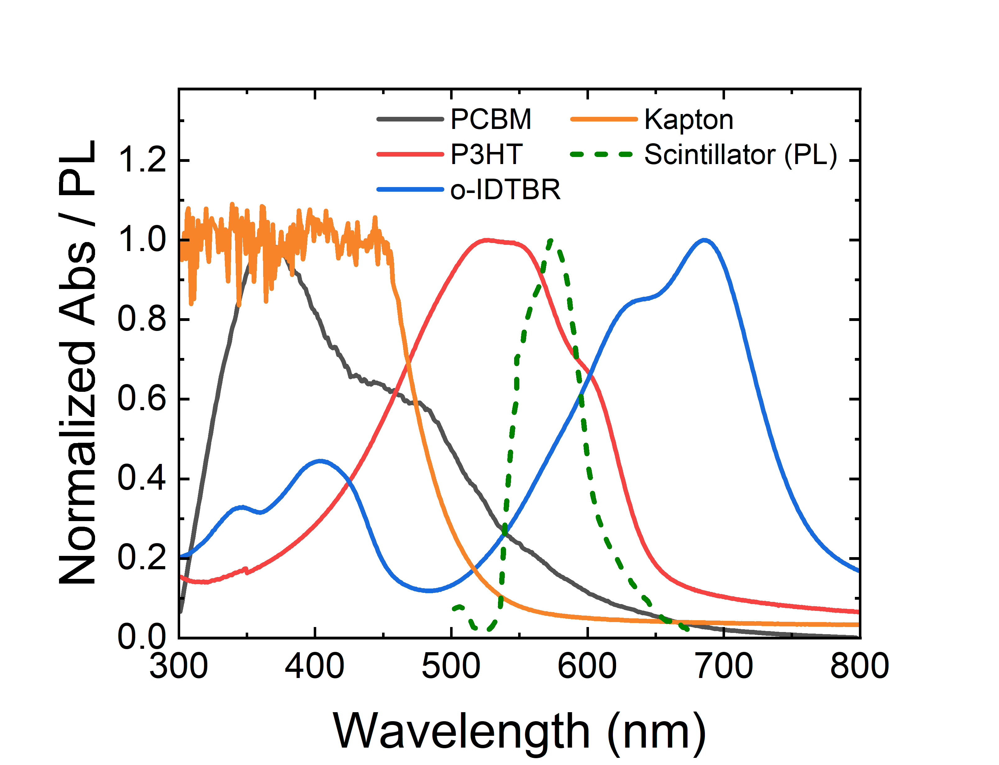 PCBM
Kapton
P3HT
Scintillator (PL)
o-IDTBR
Normalized Abs / PL
1.2
1.0
0.8
0.6
0.4
0.2
0.0
300 400 500 600 700 800
Wavelength (nm)